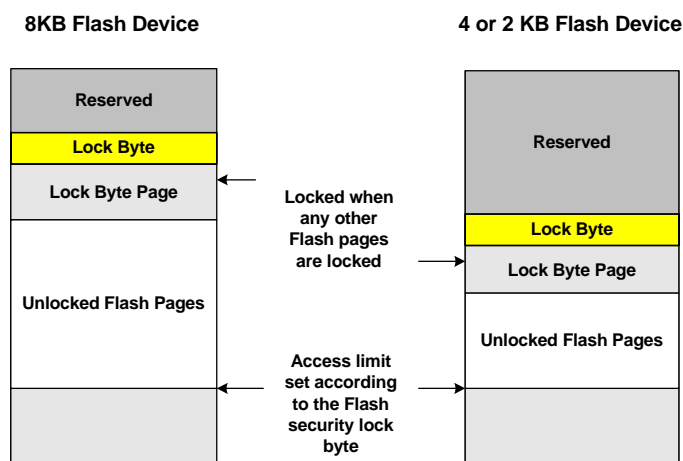 8KB Flash Device
4 or 2 KB Flash Device
Reserved
Lock Byte
Lock Byte Page
Unlocked Flash Pages
Locked when
any other
Flash pages
are locked
Access limit
set according
to the Flash
security lock
byte
Reserved
Lock Byte
Lock Byte Page
Unlocked Flash Pages